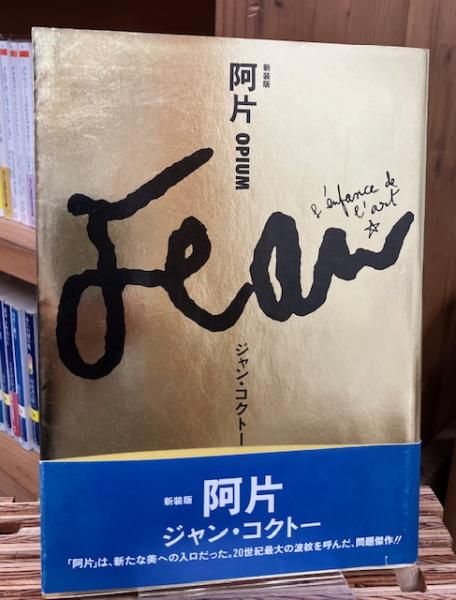 新装版
阿片 OPIUM
Jean
l'enfance de
l'art
ジャン・コクトー
新装版 阿片
ジャン・コクトー
「阿片」は、新たな美への入口だった。20世紀最大の波紋を呼んだ、問題傑作!!